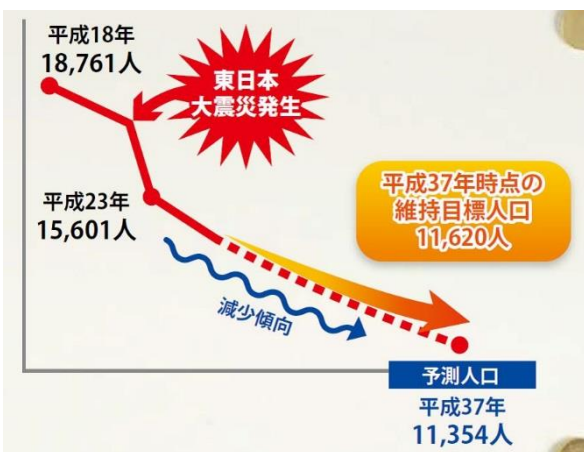 平成18年
18,761人
東日本
大震災発生
平成23年
15,601人
平成37年時点の
維持目標人口
11,620人
減少傾向
予測人口
平成37年
11,354人